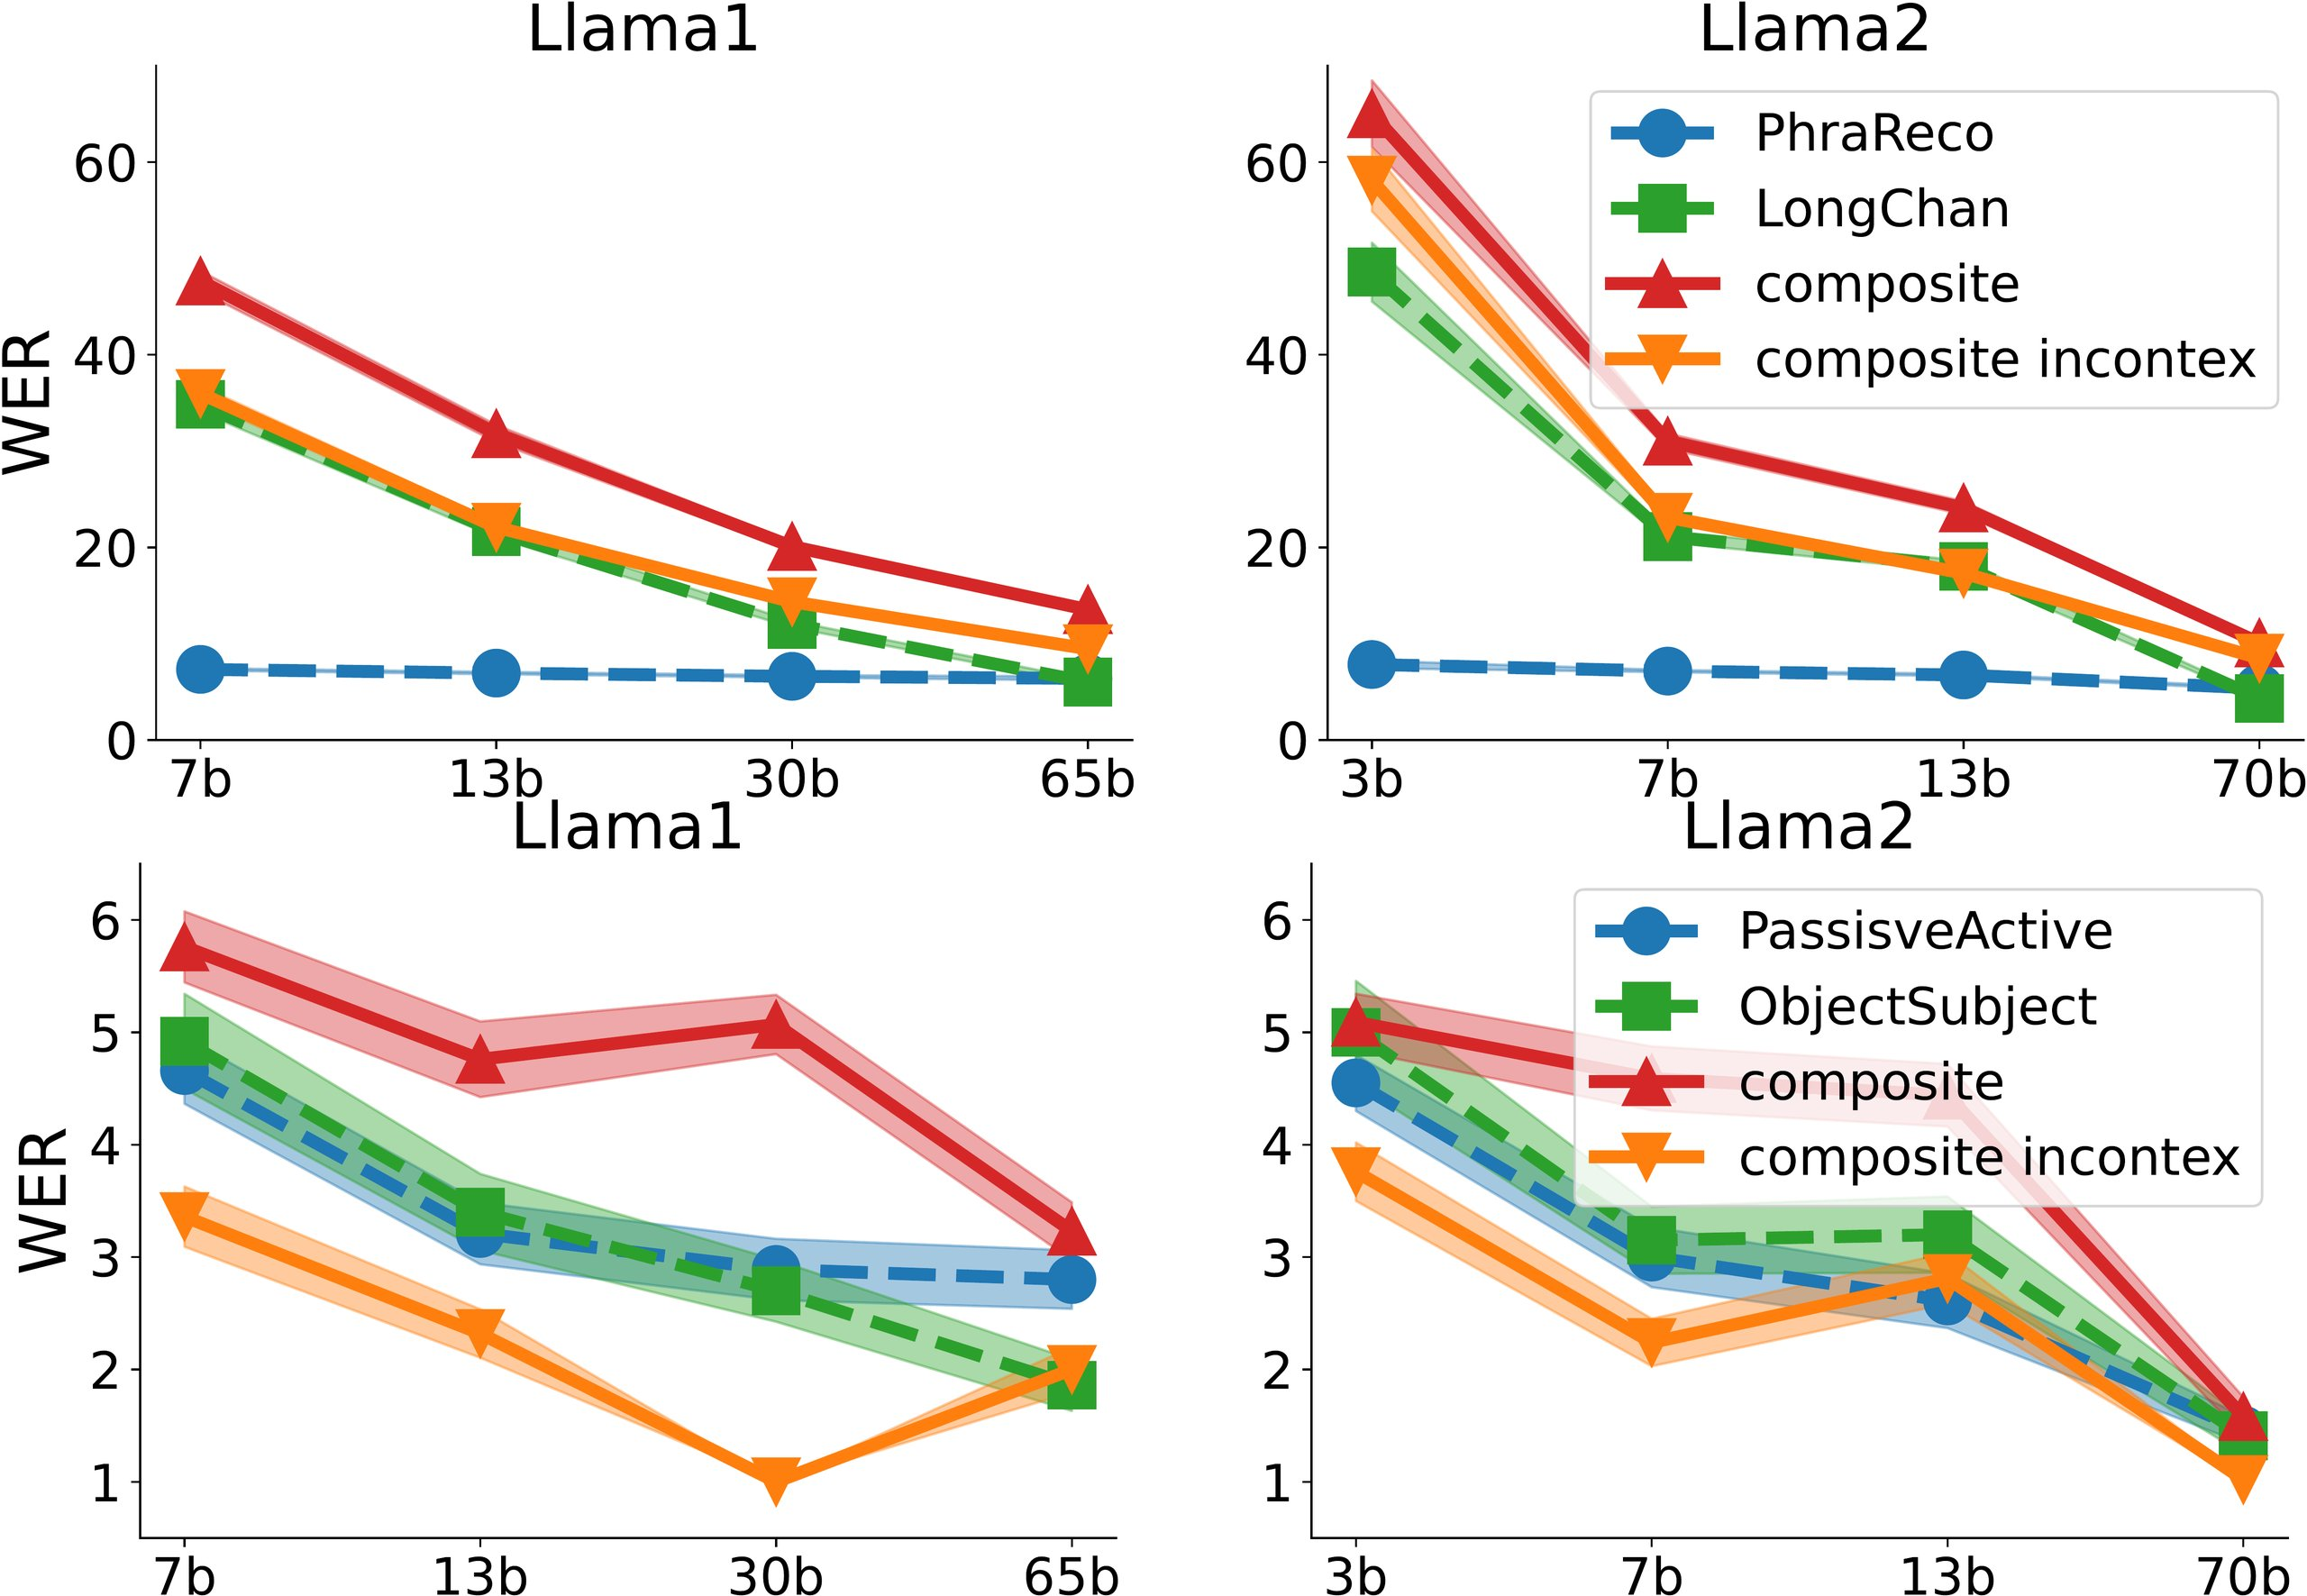 Llama1
WER
60
40
20
0
7b 13b 30b 65b
Llama2
60
40
20
0
3b 7b 13b 70b
PhraReco
LongChan
composite
composite incontex
Llama1
WER
6
5
4
3
2
1
7b 13b 30b 65b
Llama2
6
5
4
3
2
1
3b 7b 13b 70b
PassisveActive
ObjectSubject
composite
composite incontex